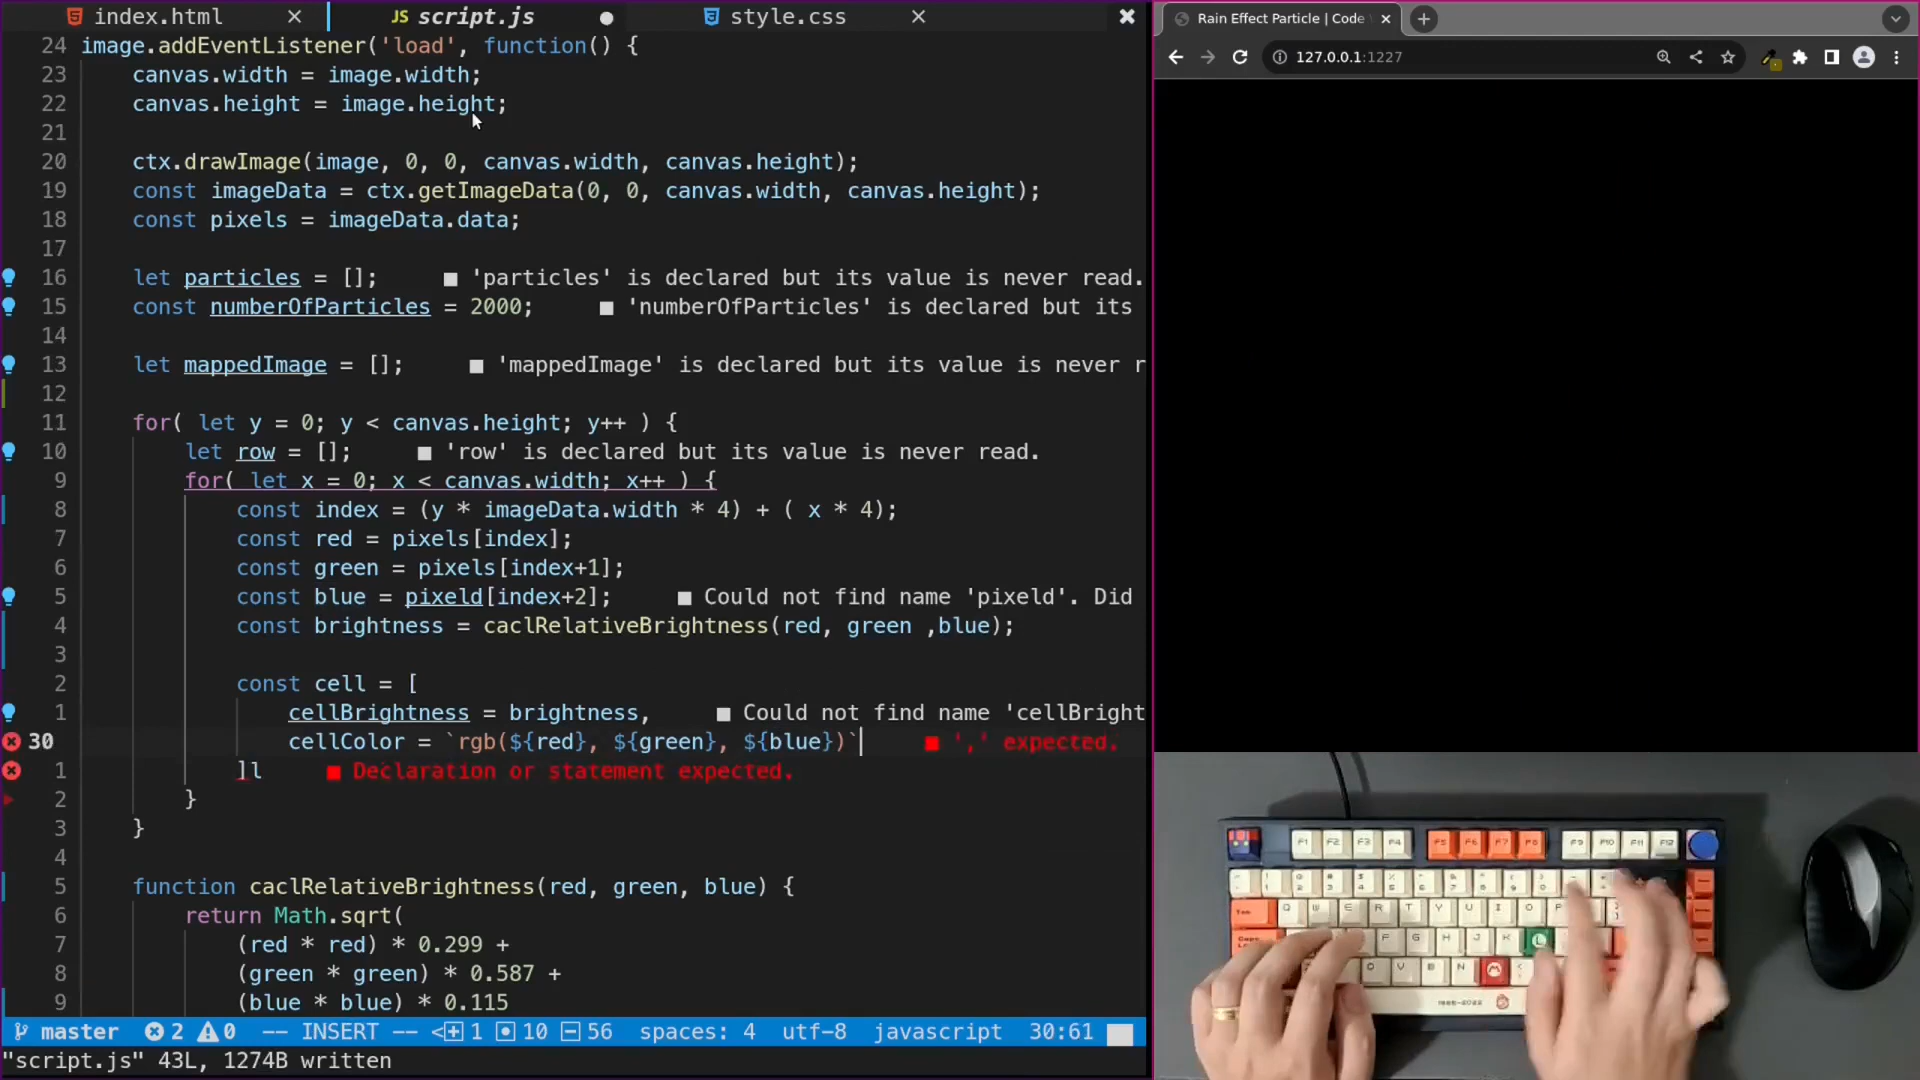 index.html
script.js
style.css
24 image.addEventListener('load', function() {
23 canvas.width = image.width;
22 canvas.height = image.height;
21
20 ctx.drawImage(image, 0, 0, canvas.width, canvas.height);
19 const imageData = ctx.getImageData(0, 0, canvas.width, canvas.height);
18 const pixels = imageData.data;
17
16 let particles = []; ■ 'particles' is declared but its value is never read.
15 const numberOfParticles = 2000; ■ 'numberOfParticles' is declared but its
14
13 let mappedImage = []; ■ 'mappedImage' is declared but its value is never r
12
11 for( let y = 0; y < canvas.height; y++ ) {
10 let row = []; ■ 'row' is declared but its value is never read.
9 for( let x = 0; x < canvas.width; x++ ) {
8 const index = (y * imageData.width * 4) + ( x * 4);
7 const red = pixels[index];
6 const green = pixels[index+1];
5 const blue = pixeld[index+2]; ■ Could not find name 'pixeld'. Did
4 const brightness = caclRelativeBrightness(red, green ,blue);
3
2 const cell = [
1 cellBrightness = brightness, ■ Could not find name 'cellBright
30 cellColor = `rgb(${red}, ${green}, ${blue})` ■ ',' expected.
1 ]l ■ Declaration or statement expected.
2 }
3 }
4
5 function caclRelativeBrightness(red, green, blue) {
6 return Math.sqrt(
7 (red * red) * 0.299 +
8 (green * green) * 0.587 +
9 (blue * blue) * 0.115
master 2 0 -- INSERT -- < 1 10 56 spaces: 4 utf-8 javascript 30:61
"script.js" 43L, 1274B written
Rain Effect Particle | Code
127.0.0.1:1227